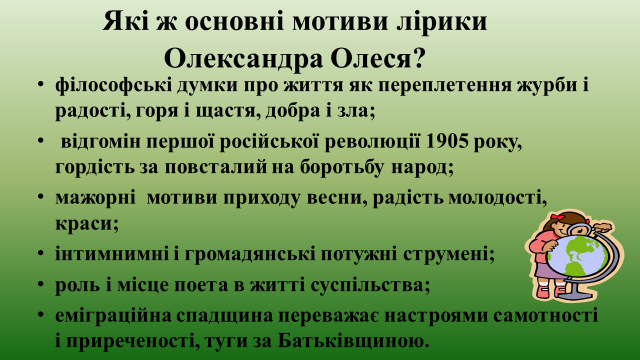 Які ж основні мотиви лірики
Олександра Олеся?
• філософські думки про життя як переплетення журби і
радості, горя і щастя, добра і зла;
• відгомін першої російської революції 1905 року,
гордість за повсталий на боротьбу народ;
• мажорні мотиви приходу весни, радість молодості,
краси;
• інтимнимні і громадянські потужні струмені;
• роль і місце поета в житті суспільства;
• еміграційна спадщина переважає настроями самотності
і приреченості, туги за Батьківщиною.